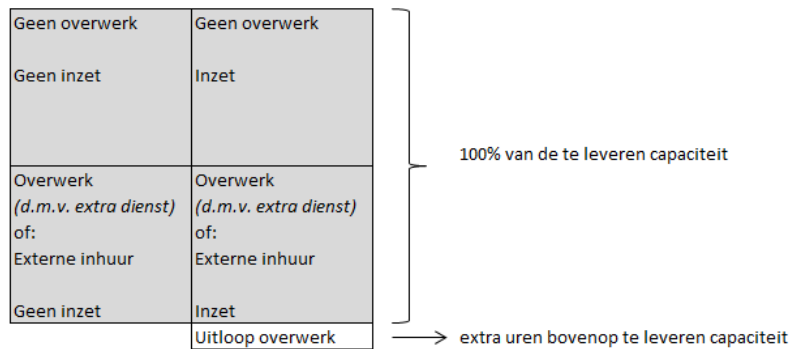 Geen overwerk
Geen inzet
Geen overwerk
Inzet
Overwerk
(d.m.v. extra dienst)
of:
Externe inhuur
Geen inzet
Overwerk
(d.m.v. extra dienst)
of:
Externe inhuur
Inzet
100% van de te leveren capaciteit
Uitloop overwerk
extra uren bovenop te leveren capaciteit